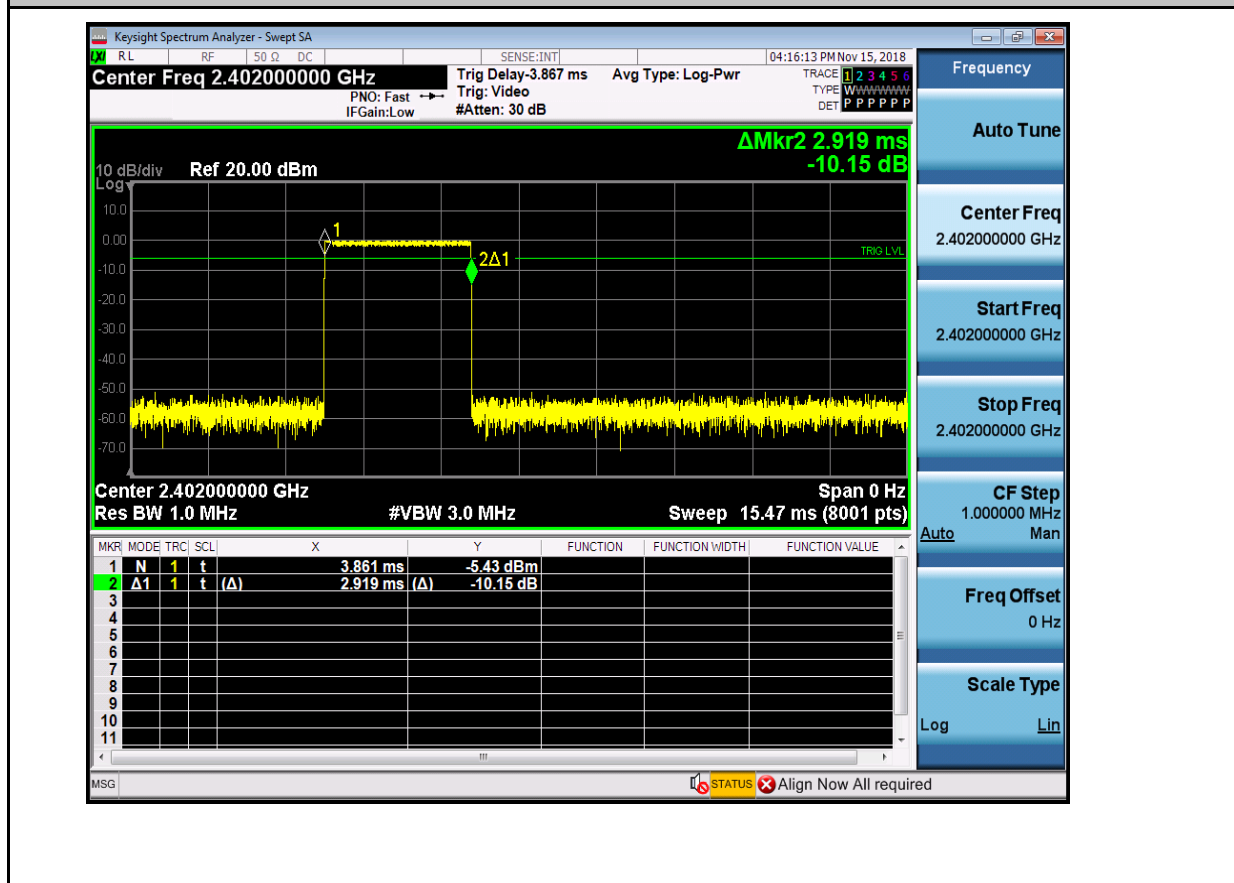 Keysight Spectrum Analyzer - Swept SA
LXI RL RF 50 Ω DC SENSE:INT 04:16:13 PM Nov 15, 2018
Center Freq 2.402000000 GHz
PNO: Fast
IFGain:Low
Trig Delay-3.867 ms
Trig: Video
#Atten: 30 dB
Avg Type: Log-Pwr
TRACE 1 2 3 4 5 6
TYPE WWWWWW
DET P P P P P P
ΔMkr2 2.919 ms
-10.15 dB
10 dB/div Ref 20.00 dBm
Log
10.0
0.00
-10.0
-20.0
-30.0
-40.0
-50.0
-60.0
-70.0
1
2Δ1
TRIG LVL
Center 2.402000000 GHz Span 0 Hz
Res BW 1.0 MHz #VBW 3.0 MHz Sweep 15.47 ms (8001 pts)
MKR MODE TRC SCL X Y FUNCTION FUNCTION WIDTH FUNCTION VALUE
1 N 1 t 3.861 ms -5.43 dBm
2 Δ1 1 t (Δ) 2.919 ms (Δ) -10.15 dB
3
4
5
6
7
8
9
10
11
MSG STATUS Align Now All required
Frequency
Auto Tune
Center Freq
2.402000000 GHz
Start Freq
2.402000000 GHz
Stop Freq
2.402000000 GHz
CF Step
1.000000 MHz
Auto Man
Freq Offset
0 Hz
Scale Type
Log Lin